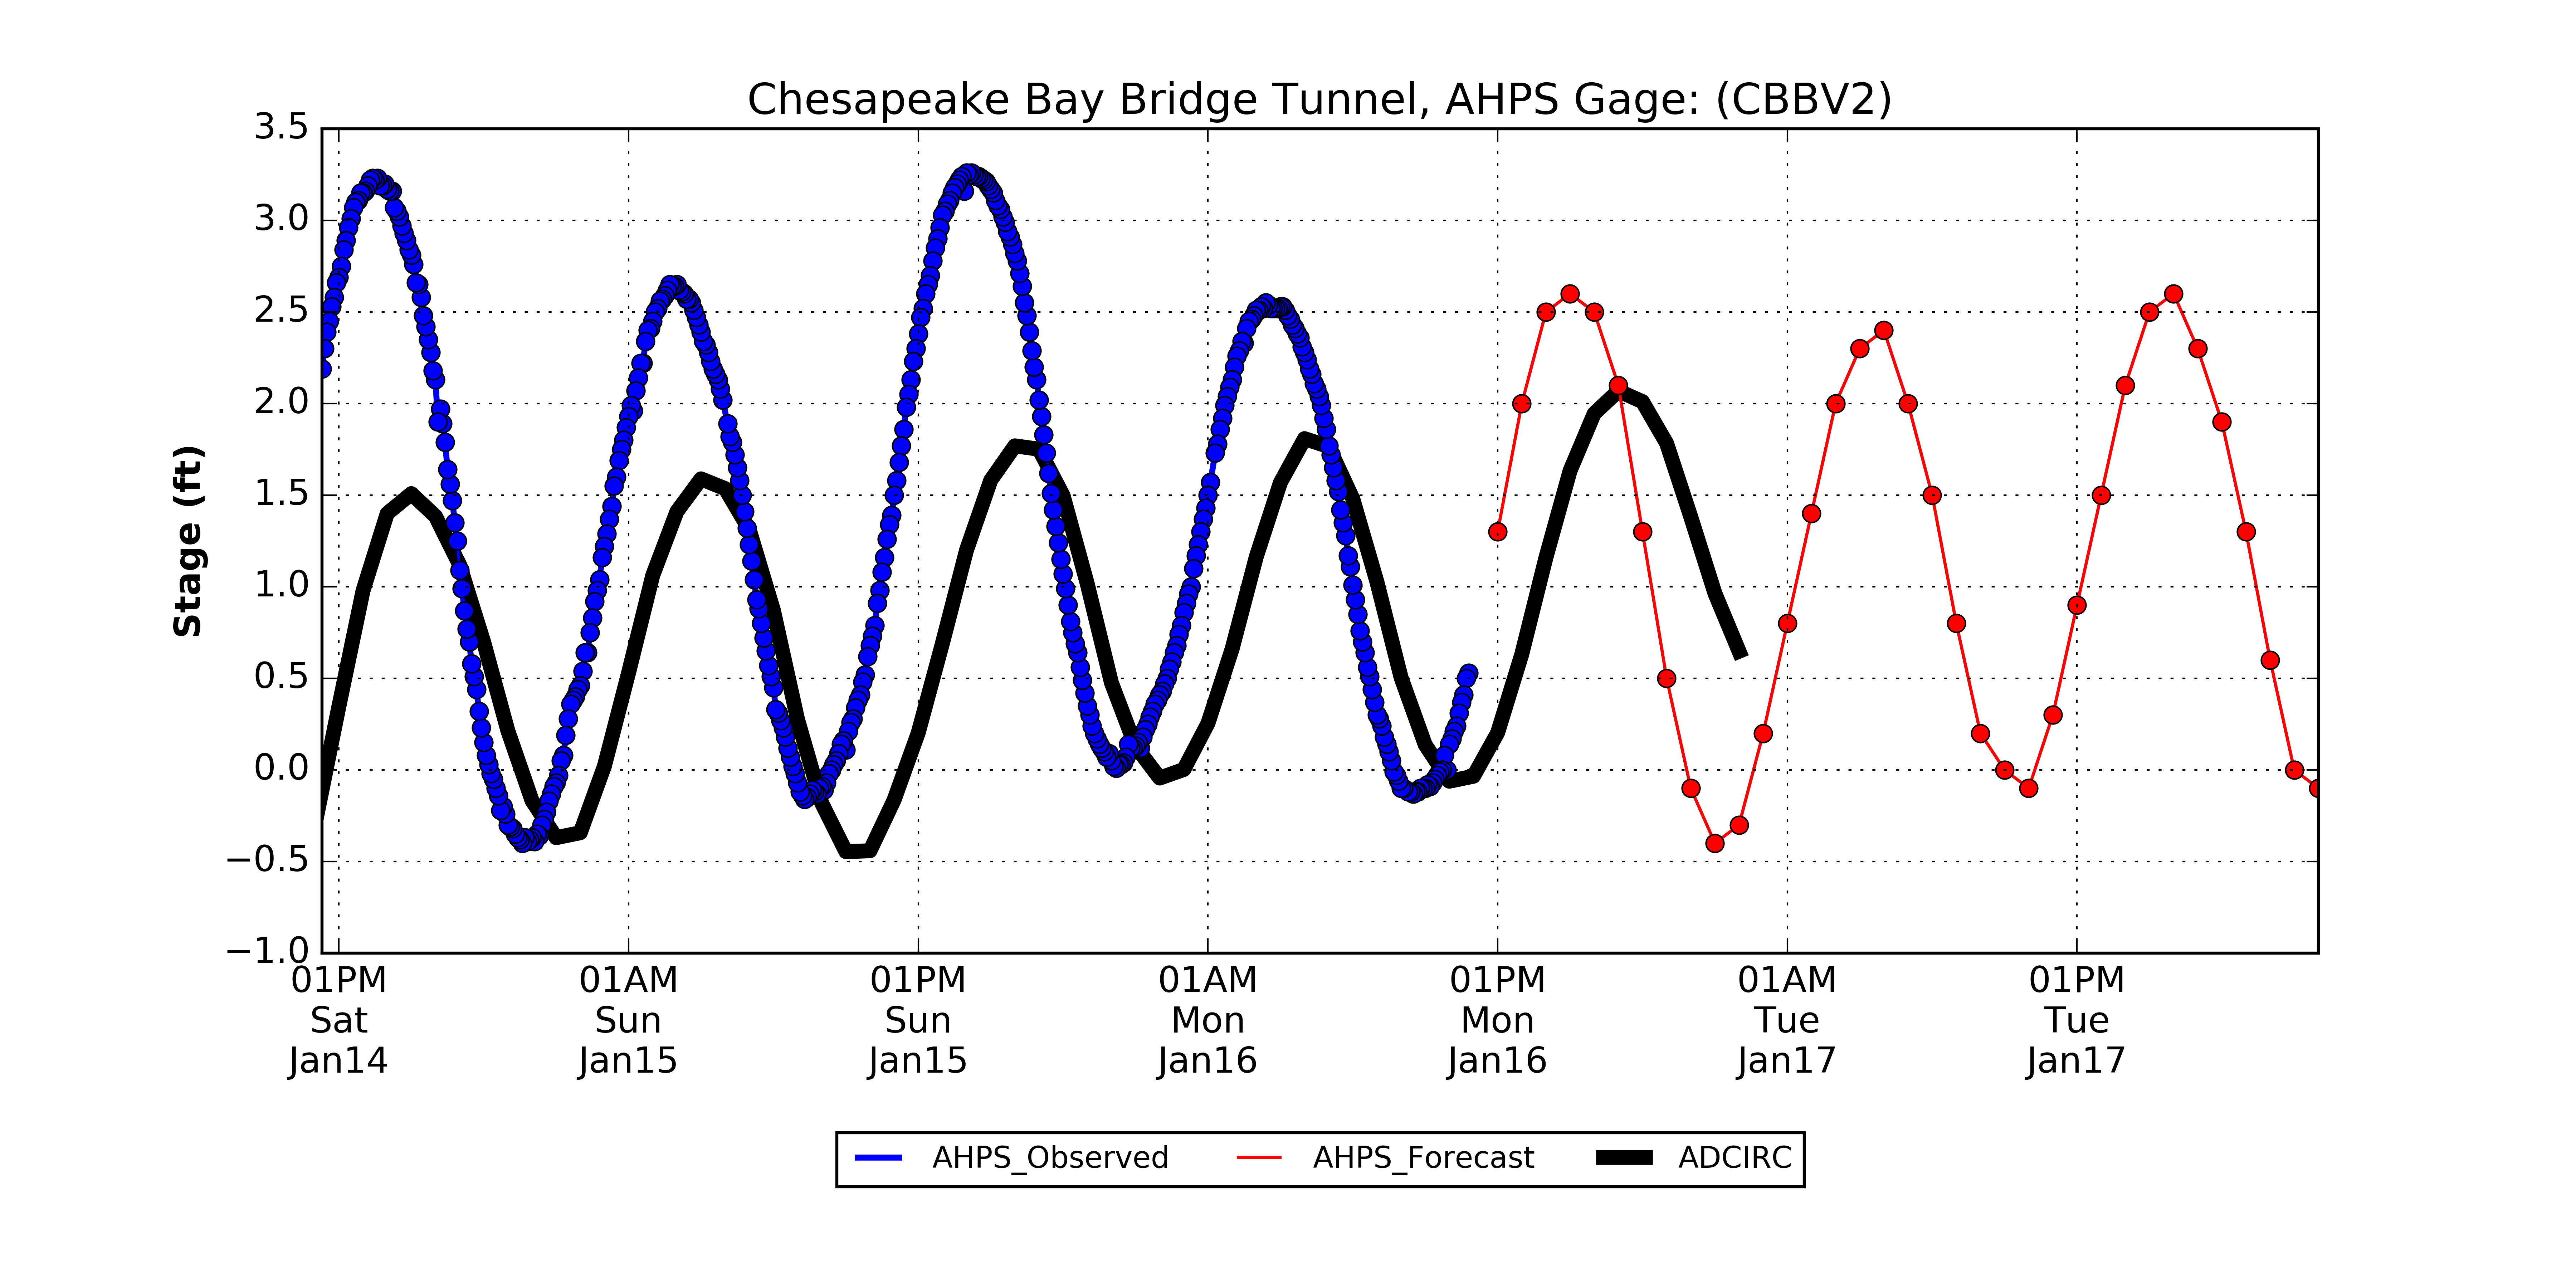 Chesapeake Bay Bridge Tunnel, AHPS Gage: (CBBV2)
3.5
3.0
2.5
2.0
1.5
1.0
0.5
0.0
−0.5
−1.0
Stage (ft)
01PM 01AM 01PM 01AM 01PM 01AM 01PM
Sat Sun Sun Mon Mon Tue Tue
Jan14 Jan15 Jan15 Jan16 Jan16 Jan17 Jan17
AHPS_Observed AHPS_Forecast ADCIRC